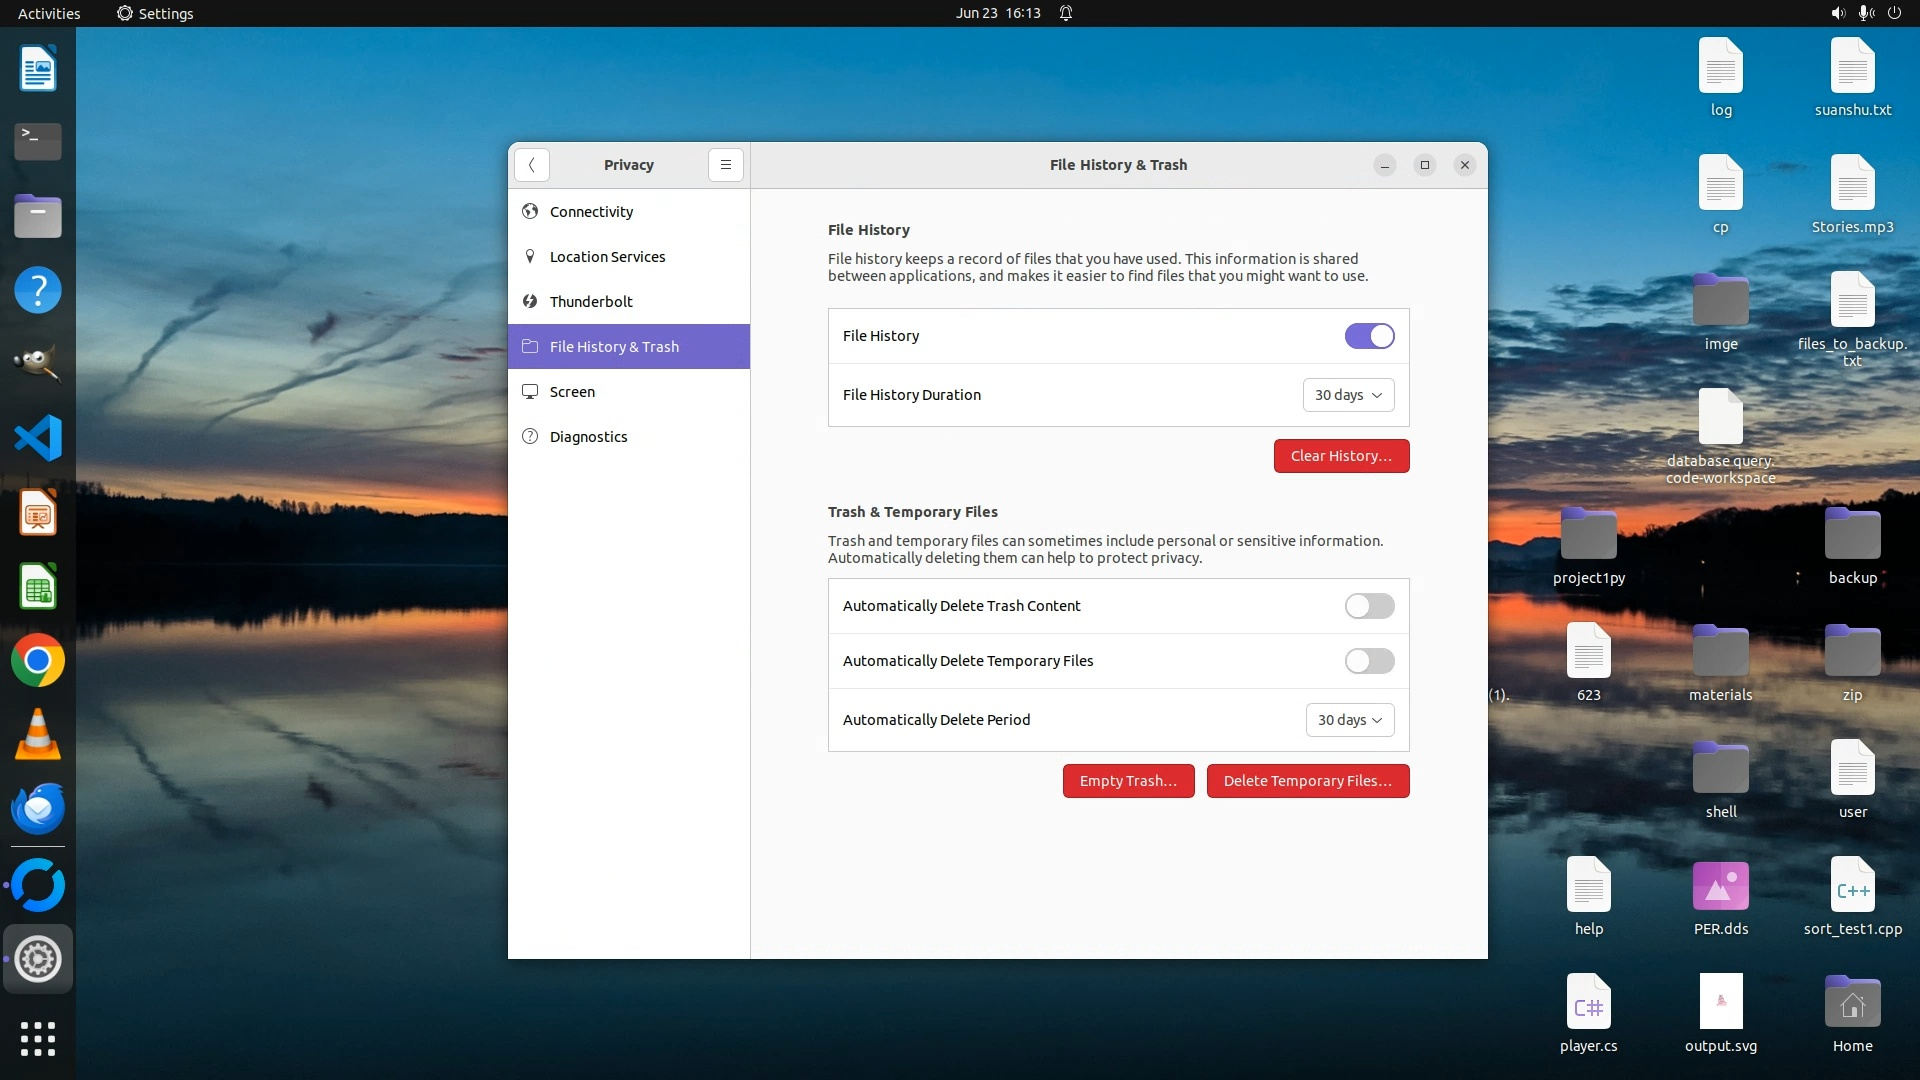 Activities
Settings
Jun 23 16:13
Privacy
File History & Trash
Connectivity
Location Services
Thunderbolt
File History & Trash
Screen
Diagnostics
File History
File history keeps a record of files that you have used. This information is shared
between applications, and makes it easier to find files that you might want to use.
File History
File History Duration
30 days
Clear History…
Trash & Temporary Files
Trash and temporary files can sometimes include personal or sensitive information.
Automatically deleting them can help to protect privacy.
Automatically Delete Trash Content
Automatically Delete Temporary Files
Automatically Delete Period
30 days
Empty Trash…
Delete Temporary Files…
log
suanshu.txt
cp
Stories.mp3
imge
files_to_backup.
txt
database query.
code-workspace
project1py
backup
(1).
623
materials
zip
shell
user
help
PER.dds
C++
sort_test1.cpp
C#
player.cs
output.svg
Home
>_
?